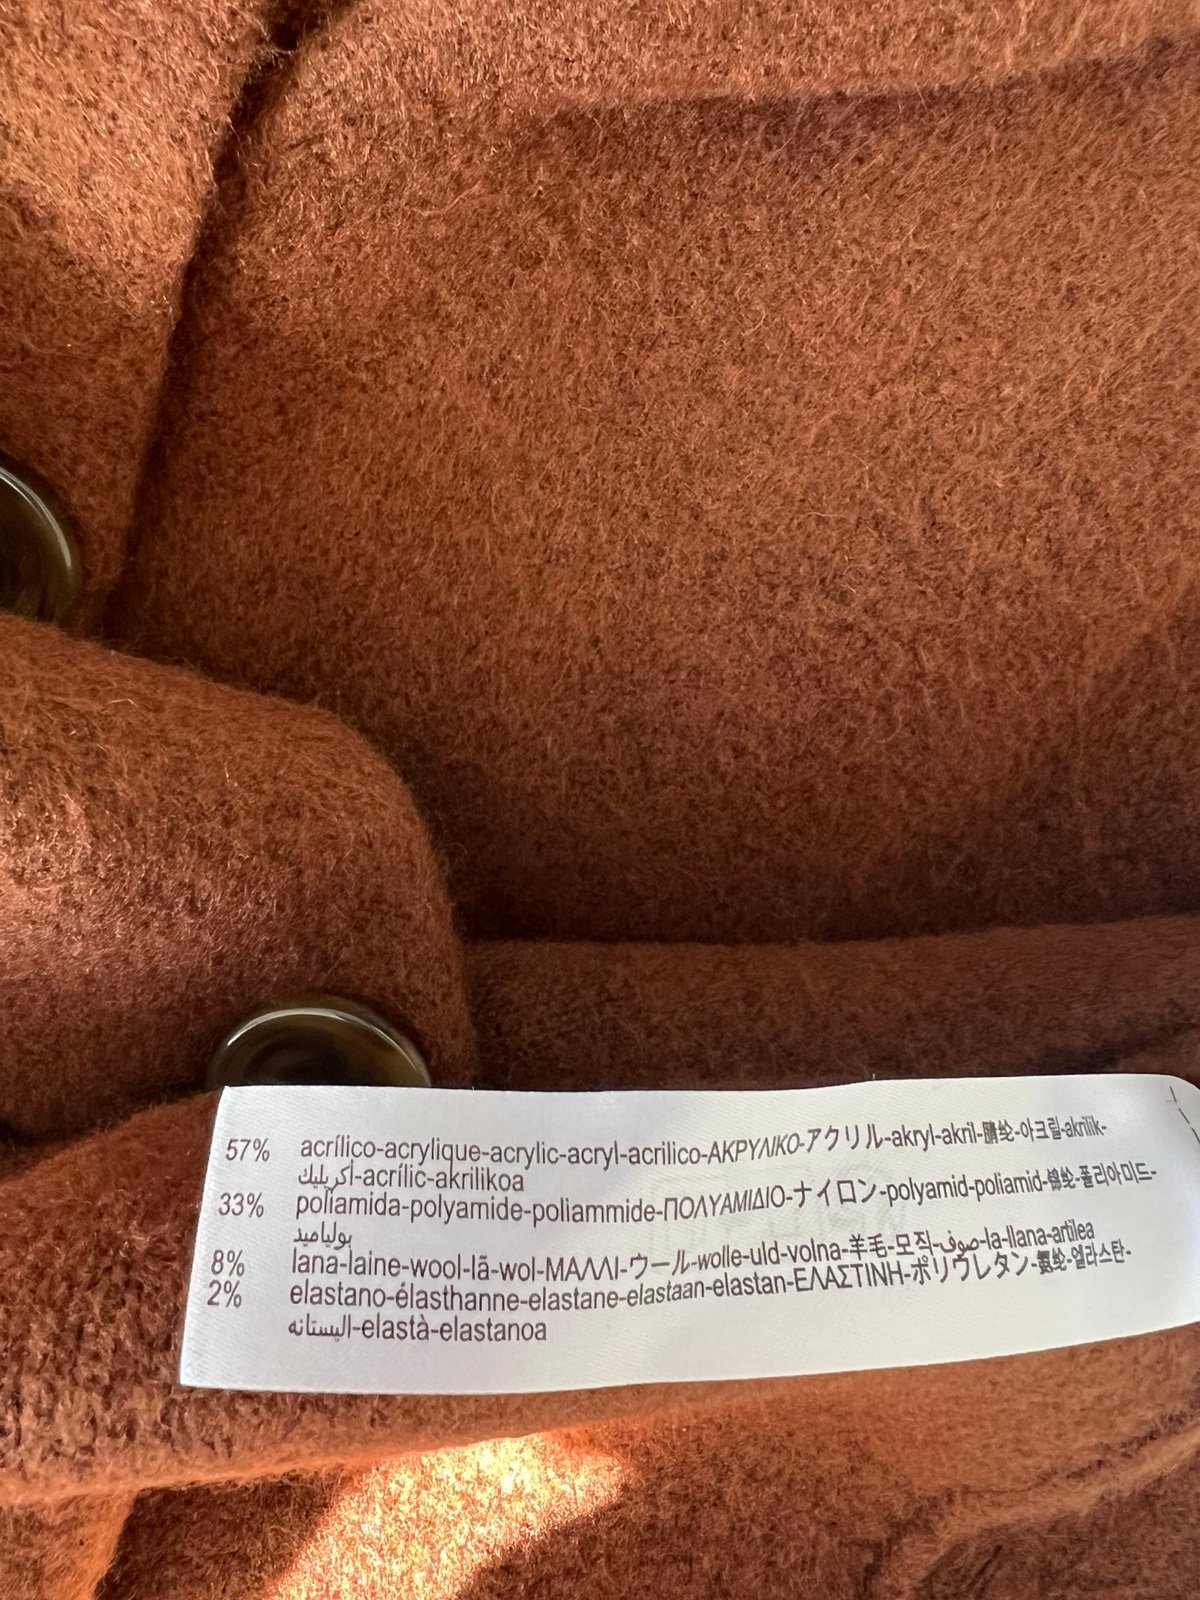 57% acrílico-acrylique-acrylic-acryl-acrilico-ΑΚΡΥΛΙΚΟ-アクリル-akryl-akril-腈纶-아크릴-akrilik-
أكريليك-acrílic-akrilikoa
33% poliamida-polyamide-poliammide-ΠΟΛΥΑΜΙΔΙΟ-ナイロン-polyamid-poliamid-锦纶-폴리아미드-
بولياميد
8% lana-laine-wool-lã-wol-ΜΑΛΛΙ-ウール-wolle-uld-volna-羊毛-모직-صوف-la-llana-artilea
2% elastano-élasthanne-elastane-elastaan-elastan-ΕΛΑΣΤΙΝΗ-ポリウレタン-氨纶-엘라스탄-
اليستانه-elastà-elastanoa